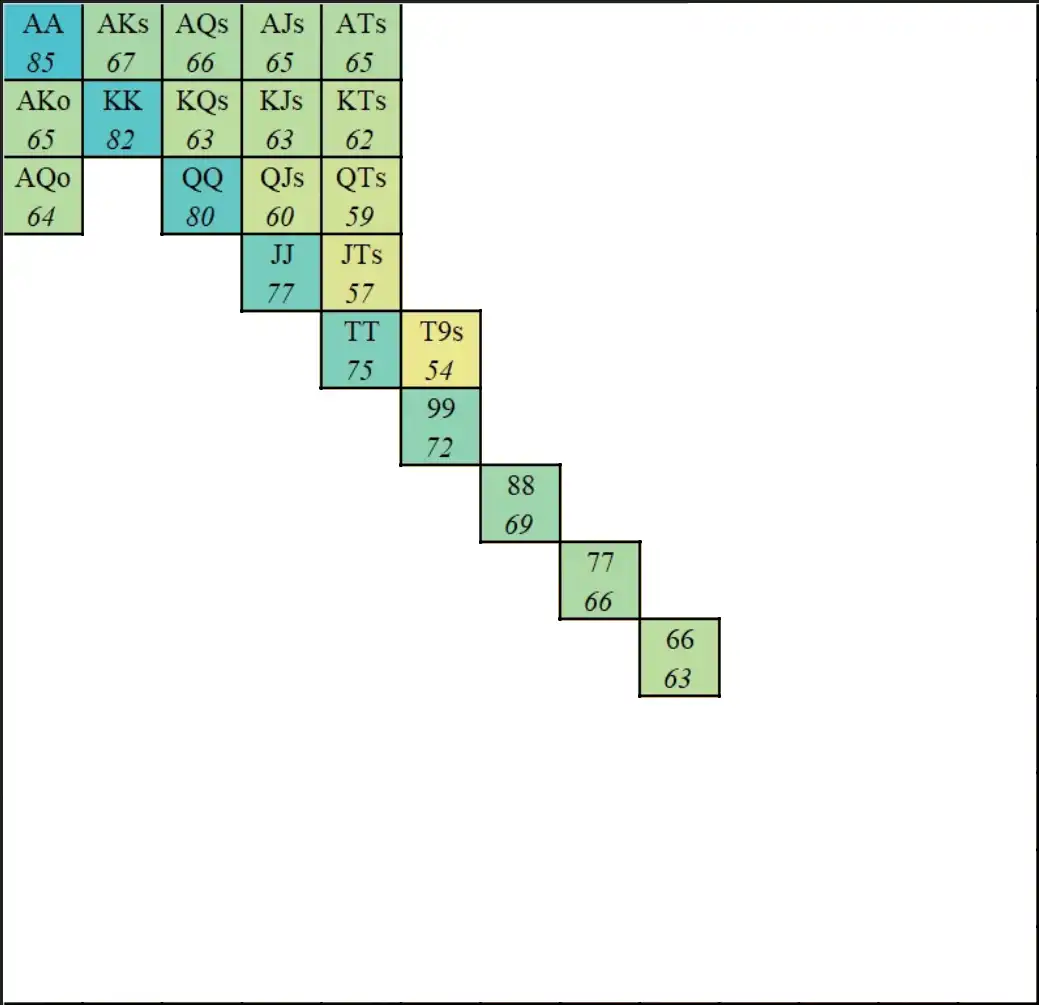 AA AKs AQs AJs ATs
85 67 66 65 65
AKo KK KQs KJs KTs
65 82 63 63 62
AQo QQ QJs QTs
64 80 60 59
JJ JTs
77 57
TT T9s
75 54
99
72
88
69
77
66
66
63